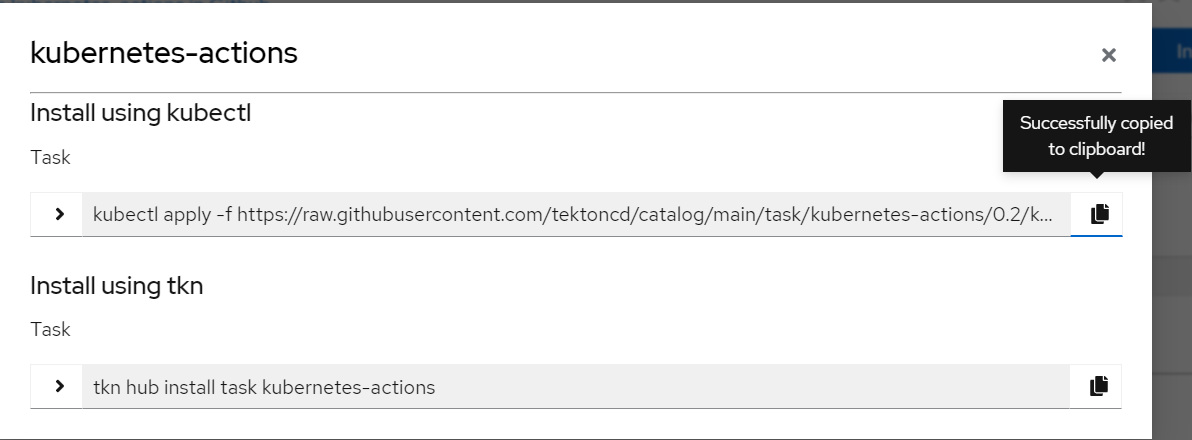 kubernetes-actions
Install using kubectl
Successfully copied
to clipboard!
Task
kubectl apply -f https://raw.githubusercontent.com/tektoncd/catalog/main/task/kubernetes-actions/0.2/k...
Install using tkn
Task
tkn hub install task kubernetes-actions